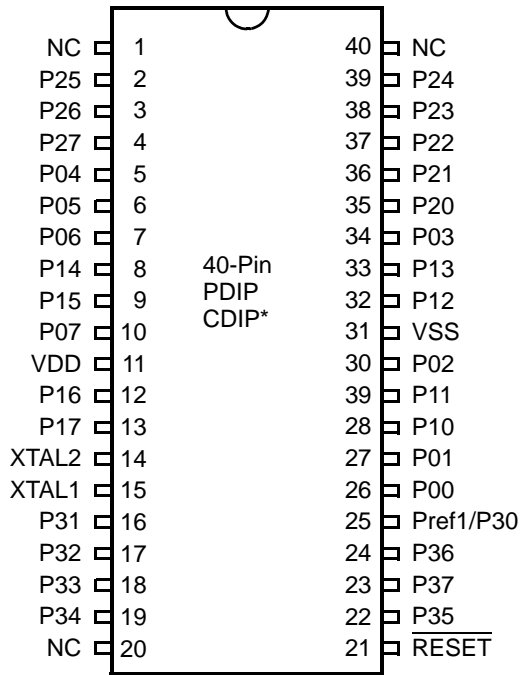 NC 1 40 NC
P25 2 39 P24
P26 3 38 P23
P27 4 37 P22
P04 5 36 P21
P05 6 35 P20
P06 7 34 P03
P14 8 40-Pin 33 P13
P15 9 PDIP 32 P12
P07 10 CDIP* 31 VSS
VDD 11 30 P02
P16 12 39 P11
P17 13 28 P10
XTAL2 14 27 P01
XTAL1 15 26 P00
P31 16 25 Pref1/P30
P32 17 24 P36
P33 18 23 P37
P34 19 22 P35
NC 20 21 RESET